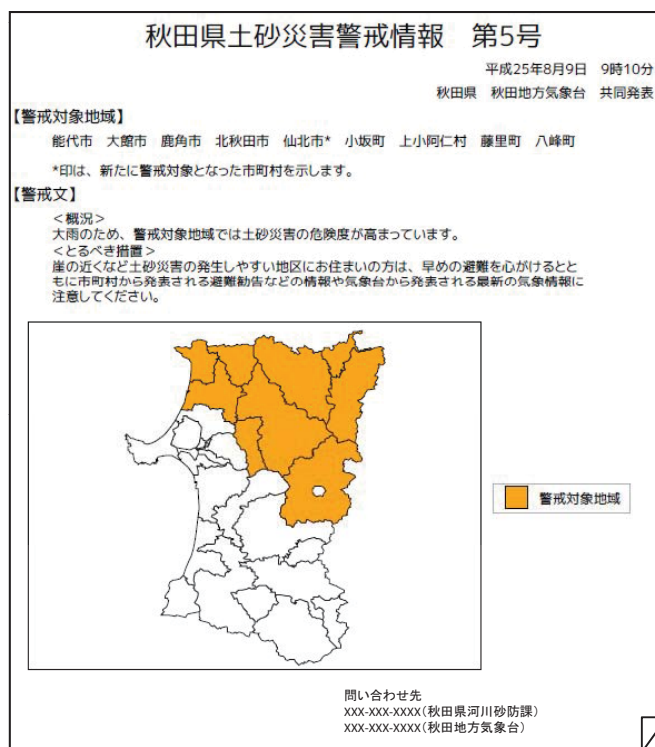 秋田県土砂災害警戒情報　第5号
平成25年8月9日　9時10分
秋田県　秋田地方気象台　共同発表
【警戒対象地域】
能代市　大館市　鹿角市　北秋田市　仙北市*　小坂町　上小阿仁村　藤里町　八峰町
*印は、新たに警戒対象となった市町村を示します。
【警戒文】
＜概況＞
大雨のため、警戒対象地域では土砂災害の危険度が高まっています。
＜とるべき措置＞
崖の近くなど土砂災害の発生しやすい地区にお住まいの方は、早めの避難を心がけるとと
もに市町村から発表される避難勧告などの情報や気象台から発表される最新の気象情報に
注意してください。
警戒対象地域
問い合わせ先
XXX-XXX-XXXX(秋田県河川砂防課)
XXX-XXX-XXXX(秋田地方気象台)